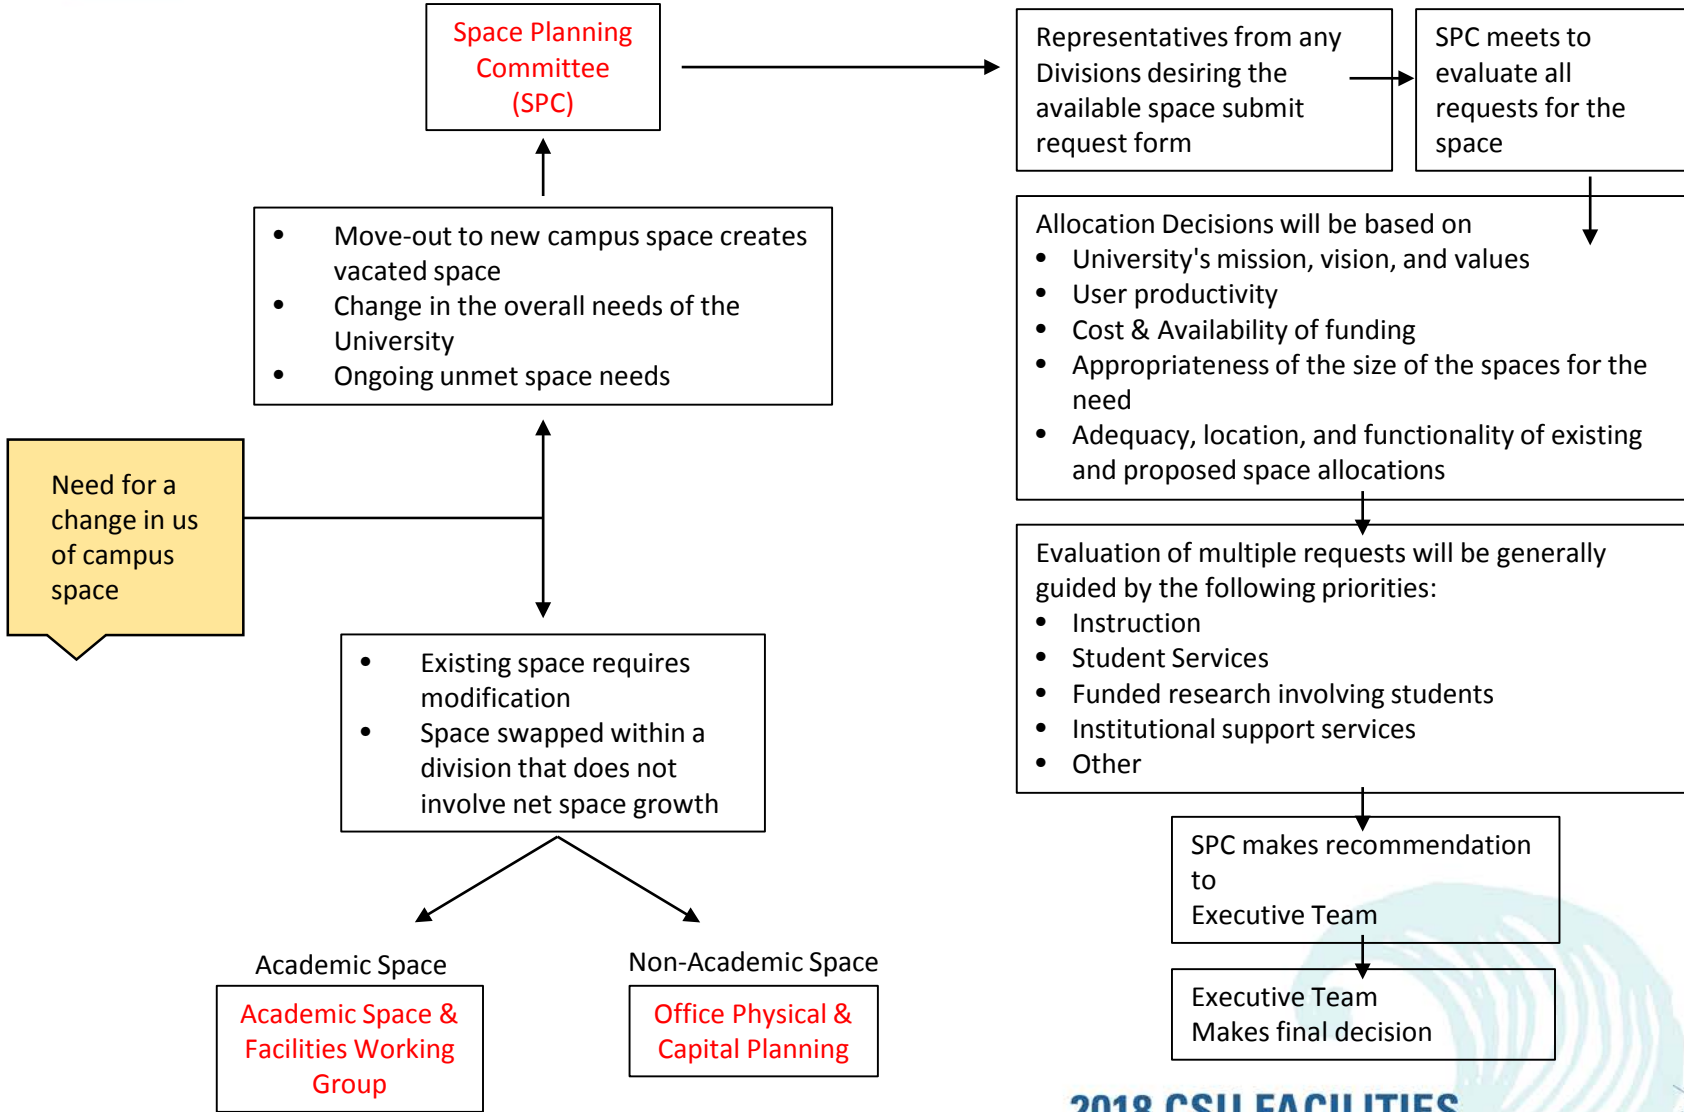 Space Planning
Committee
(SPC)
Representatives from any
Divisions desiring the
available space submit
request form
SPC meets to
evaluate all
requests for the
space
• Move-out to new campus space creates
vacated space
• Change in the overall needs of the
University
• Ongoing unmet space needs
Allocation Decisions will be based on
• University's mission, vision, and values
• User productivity
• Cost & Availability of funding
• Appropriateness of the size of the spaces for the
need
• Adequacy, location, and functionality of existing
and proposed space allocations
Need for a
change in us
of campus
space
Evaluation of multiple requests will be generally
guided by the following priorities:
• Instruction
• Student Services
• Funded research involving students
• Institutional support services
• Other
• Existing space requires
modification
• Space swapped within a
division that does not
involve net space growth
SPC makes recommendation
to
Executive Team
Academic Space
Non-Academic Space
Academic Space &
Facilities Working
Group
Office Physical &
Capital Planning
Executive Team
Makes final decision
2018 CSU FACILITIES